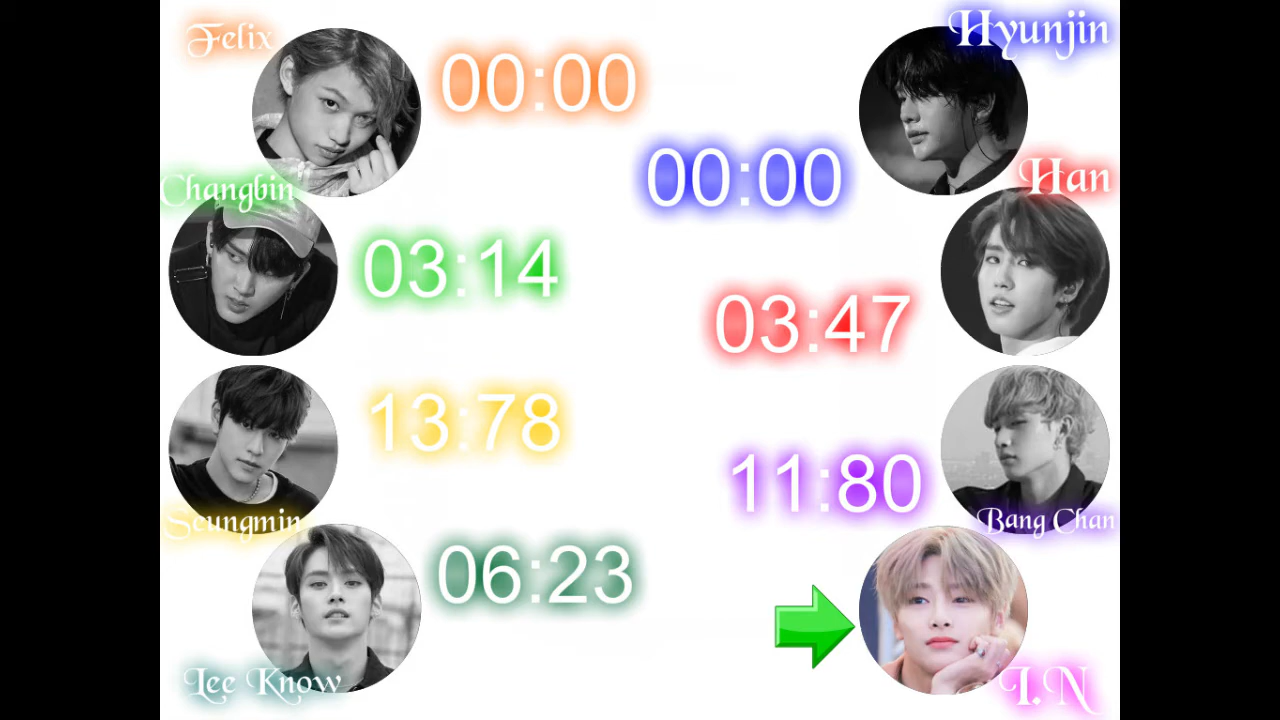 Felix
00:00
Hyunjin
00:00
Changbin
03:14
Han
03:47
13:78
Seungmin
11:80
Bang Chan
06:23
Lee Know
I.N